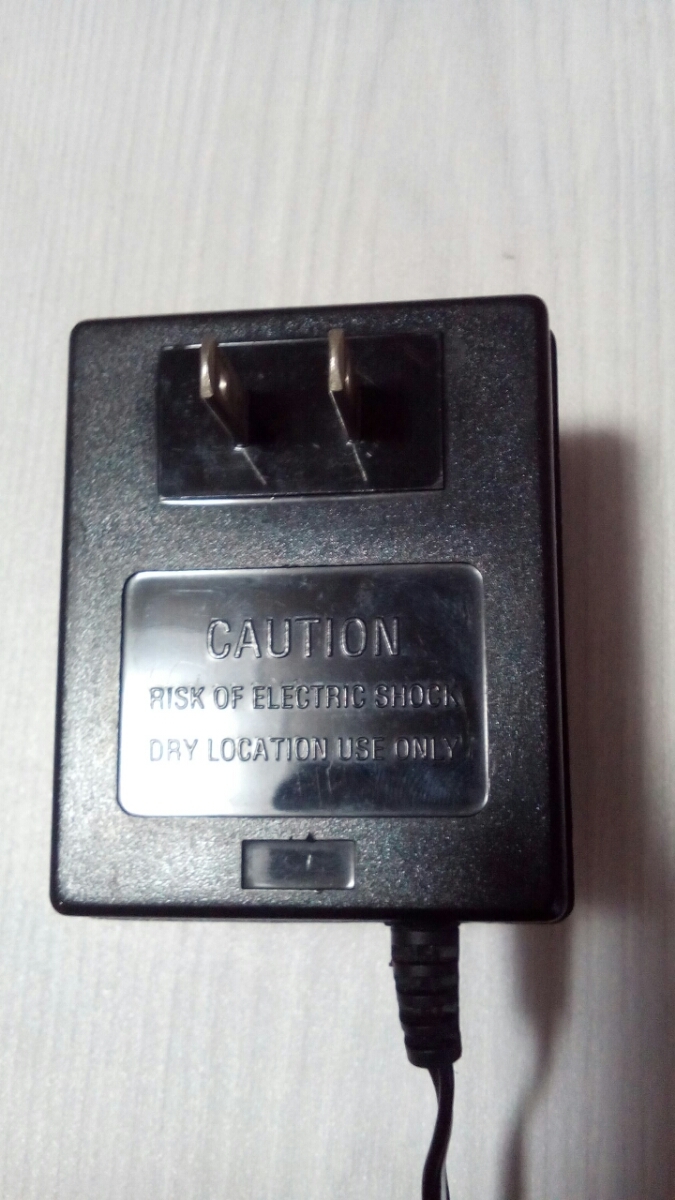 CAUTION
RISK OF ELECTRIC SHOCK
DRY LOCATION USE ONLY